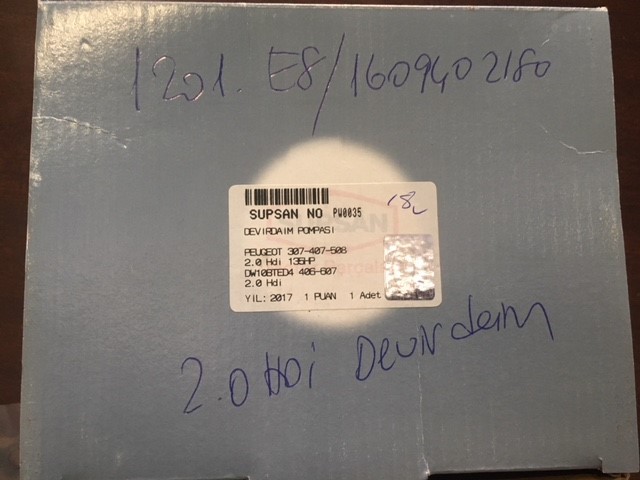 1201.E8/1609402180
SUPSAN NO PW0035
18L
DEVIRDAIM POMPASI
PEUGEOT 307-407-508
2.0 Hdi 136HP
DW10BTED4 406-607
2.0 Hdi
YIL: 2017 1 PUAN 1 Adet
2.0 HDi Devirdaim